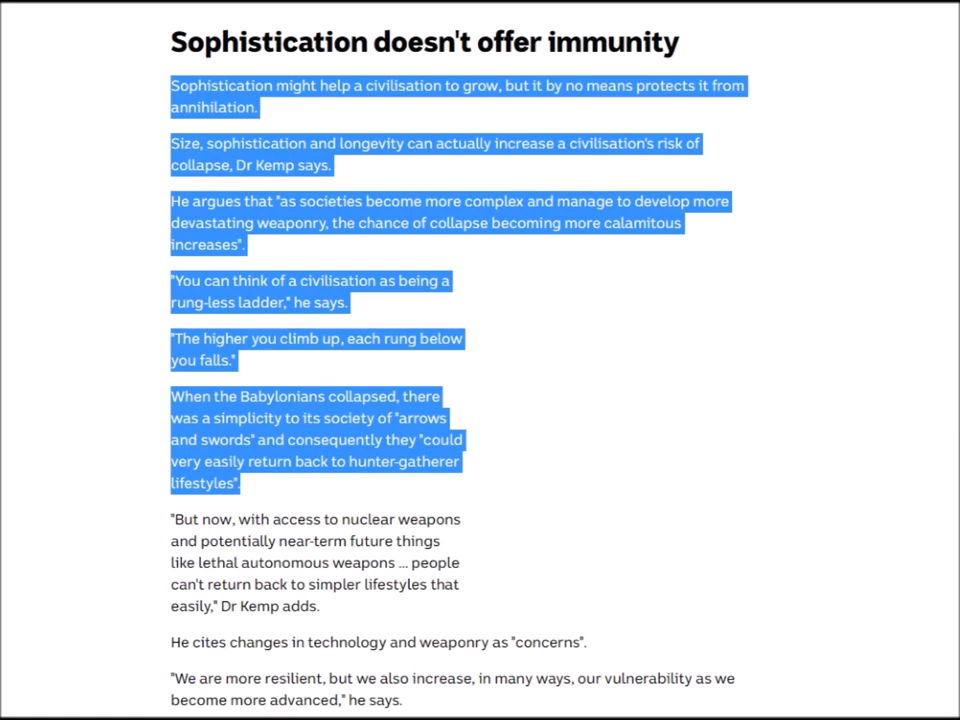 Sophistication doesn't offer immunity
Sophistication might help a civilisation to grow, but it by no means protects it from
annihilation.
Size, sophistication and longevity can actually increase a civilisation's risk of
collapse, Dr Kemp says.
He argues that "as societies become more complex and manage to develop more
devastating weaponry, the chance of collapse becoming more calamitous
increases".
"You can think of a civilisation as being a
rung-less ladder," he says.
"The higher you climb up, each rung below
you falls."
When the Babylonians collapsed, there
was a simplicity to its society of "arrows
and swords" and consequently they "could
very easily return back to hunter-gatherer
lifestyles".
"But now, with access to nuclear weapons
and potentially near-term future things
like lethal autonomous weapons ... people
can't return back to simpler lifestyles that
easily," Dr Kemp adds.
He cites changes in technology and weaponry as "concerns".
"We are more resilient, but we also increase, in many ways, our vulnerability as we
become more advanced," he says.